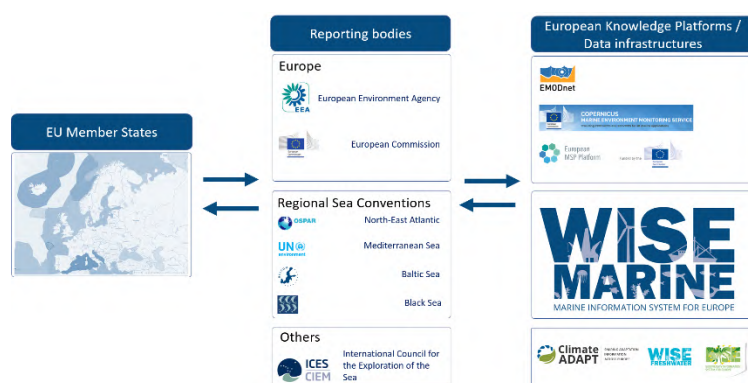 EU Member States
Reporting bodies
Europe
EEA
European Environment Agency
European Commission
Regional Sea Conventions
OSPAR
North-East Atlantic
UN
environment
Mediterranean Sea
Baltic Sea
Black Sea
Others
ICES
CIEM
International Council for
the Exploration of the
Sea
European Knowledge Platforms /
Data infrastructures
EMODnet
COPERNICUS
MARINE ENVIRONMENT MONITORING SERVICE
European
MSP Platform
WISE
MARINE
MARINE INFORMATION SYSTEM FOR EUROPE
Climate
ADAPT
WISE
FRESHWATER